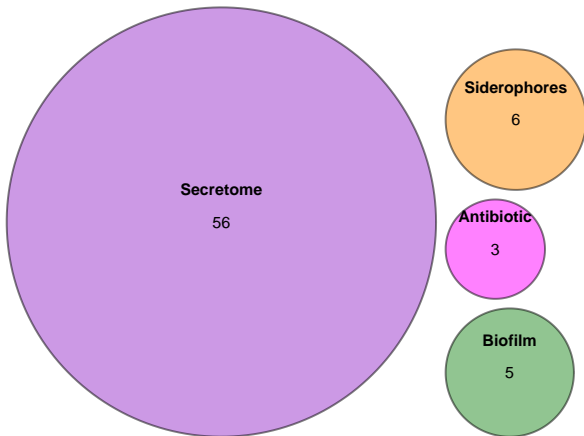 Secretome
56
Siderophores
6
Antibiotic
3
Biofilm
5